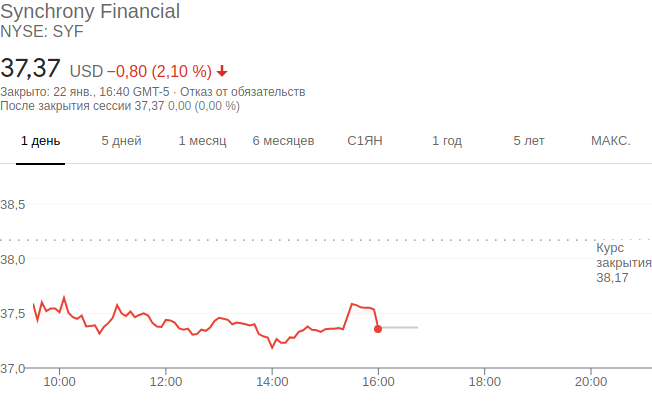 Synchrony Financial
NYSE: SYF
37,37 USD −0,80 (2,10 %)
Закрыто: 22 янв., 16:40 GMT-5 · Отказ от обязательств
После закрытия сессии 37,37 0,00 (0,00 %)
1 день 5 дней 1 месяц 6 месяцев С1ЯН 1 год 5 лет МАКС.
38,5
Курс
закрытия
38,17
38,0
37,5
37,0
10:00 12:00 14:00 16:00 18:00 20:00